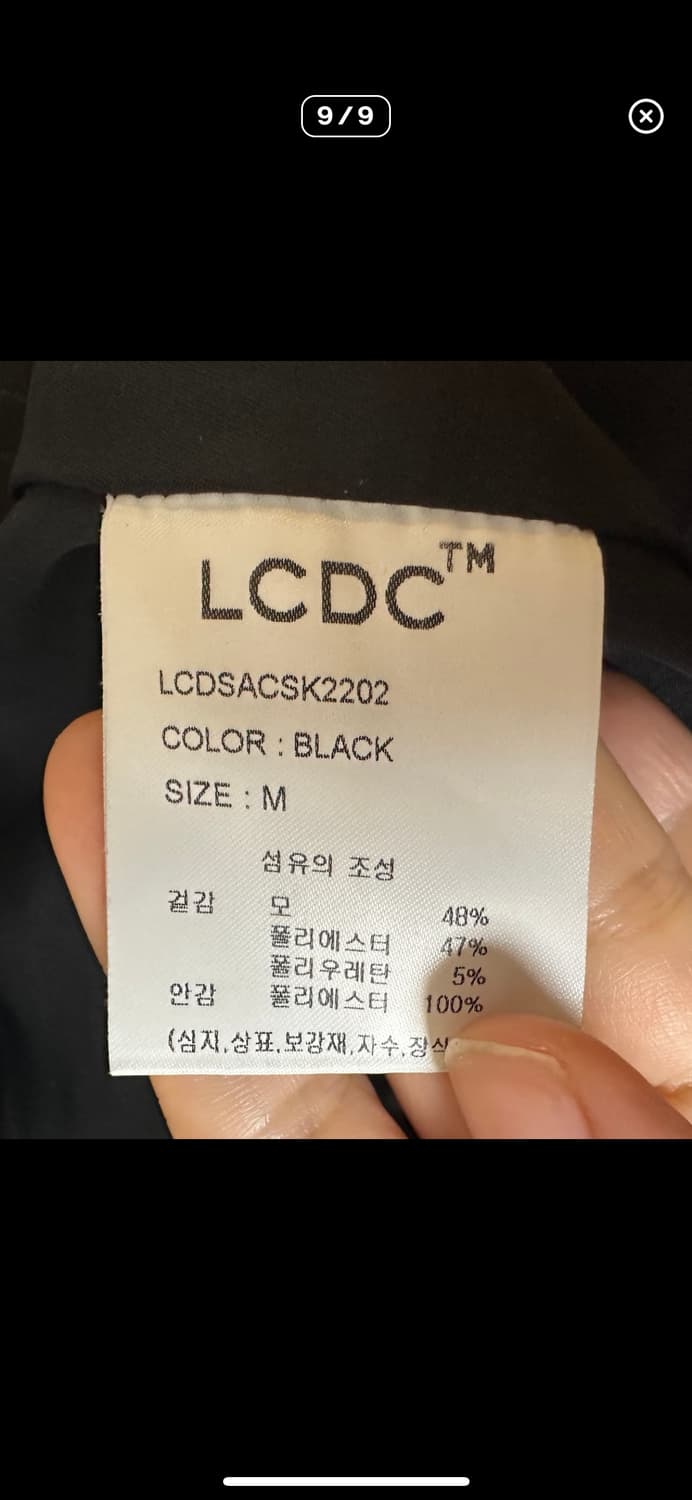 9/9
LCDC™
LCDSACSK2202
COLOR : BLACK
SIZE : M
섬유의 조성
겉감 모 48%
폴리에스터 47%
폴리우레탄 5%
안감 폴리에스터 100%
(심지,상표,보강재,자수,장식